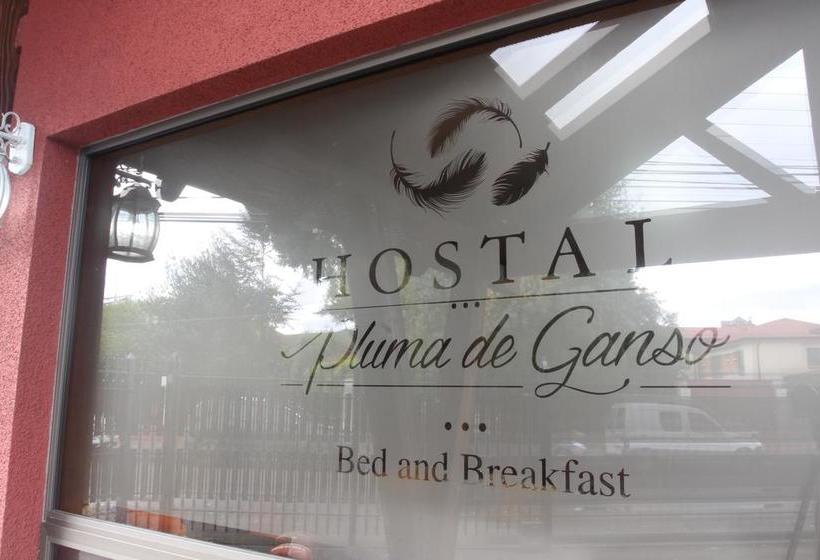 HOSTAL
Pluma de Ganso
Bed and Breakfast